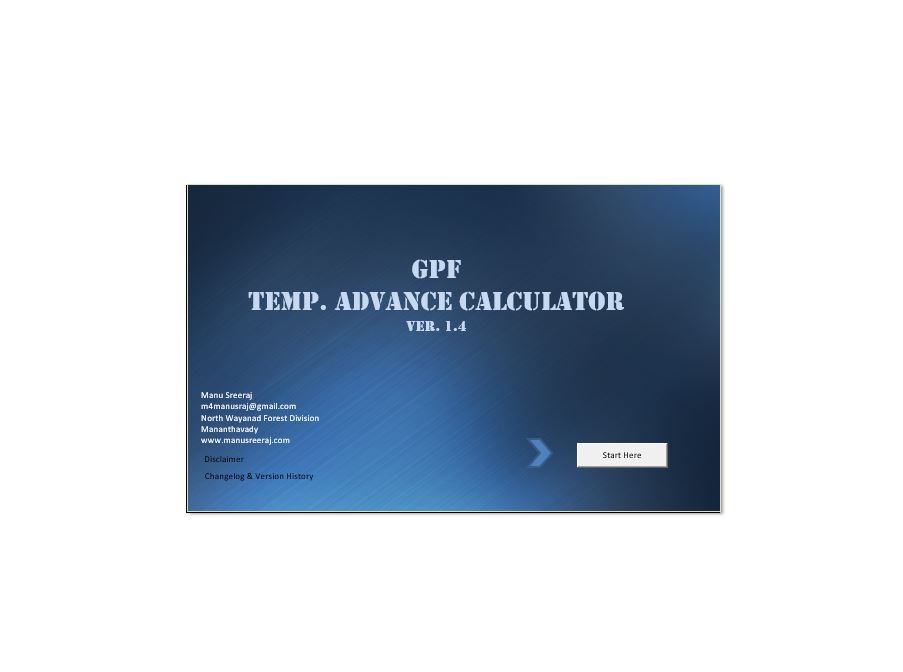 GPF
TEMP. ADVANCE CALCULATOR
VER. 1.4
Manu Sreeraj
m4manusraj@gmail.com
North Wayanad Forest Division
Mananthavady
www.manusreeraj.com
Disclaimer
Start Here
Changelog & Version History